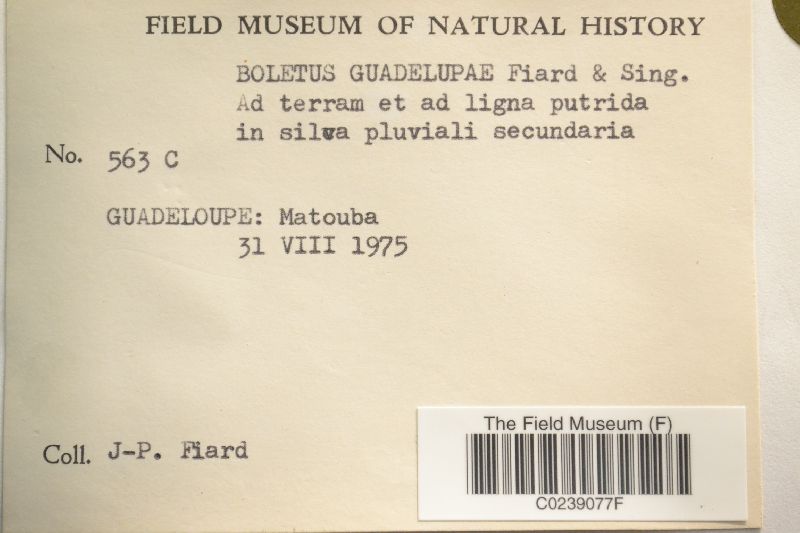 FIELD MUSEUM OF NATURAL HISTORY
BOLETUS GUADELUPAE Fiard & Sing.
Ad terram et ad ligna putrida
in silva pluviali secundaria
No. 563 C
GUADELOUPE: Matouba
31 VIII 1975
Coll. J-P. Fiard
The Field Museum (F)
C0239077F